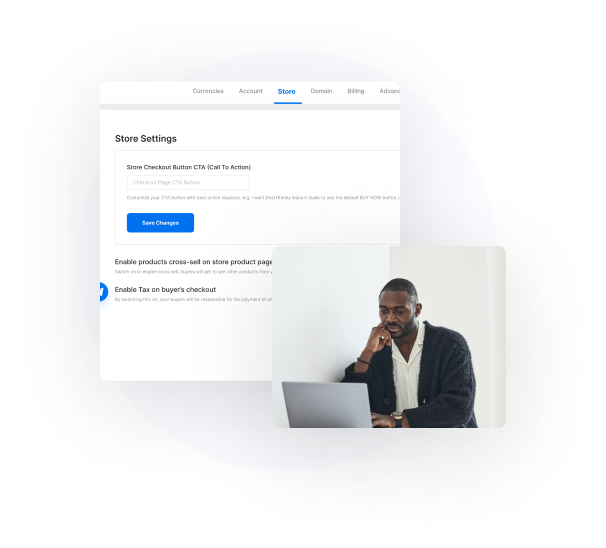 Currencies Account Store Domain Billing Advanc
Store Settings
Store Checkout Button CTA (Call To Action)
Checkout Page CTA Button
Customize your CTA button with best action requests, e.g. I want this! Kindly leave it blank to use the default BUY NOW button
Save Changes
Enable products cross-sell on store product page
Switch on to enable cross sell, buyers will get to see other products from
Enable Tax on buyer's checkout
By switching this on, your buyers will be responsible for the payment of